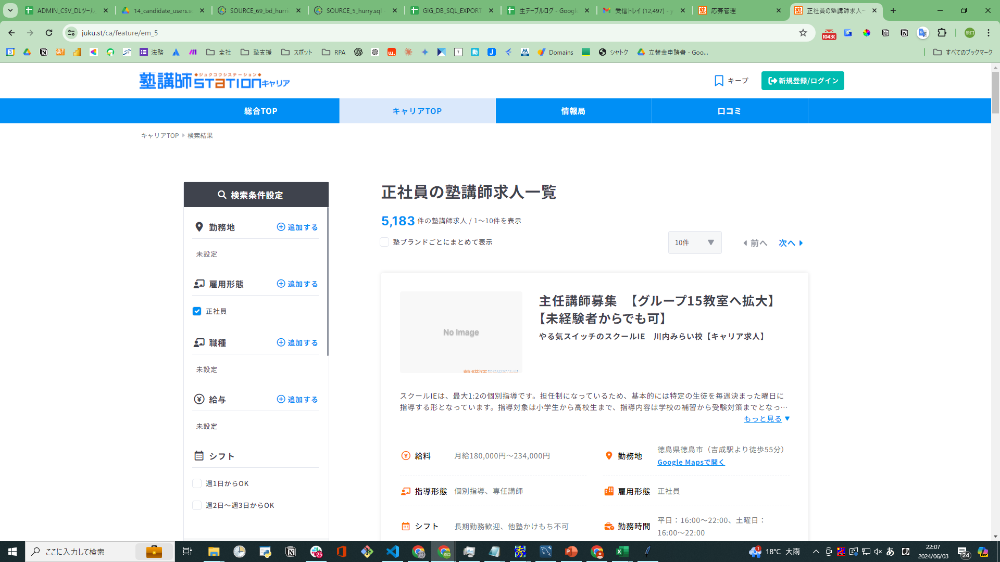 ADMIN_CSV_DLツール
14_candidate_users.sq
SOURCE_69_bd_hurri
SOURCE_5_hurry.sql
GIG_DB_SQL_EXPORT
生テーブルログ - Google
受信トレイ (12,497) - y
応募管理
正社員の塾講師求人一
juku.st/ca/feature/em_5
原口
法務
全社
塾支援
スポット
RPA
Domains
シャトク
立替金申請書 - Goo...
すべてのブックマーク
塾講師
ジュクコウシステーション
STATIONキャリア
キープ
新規登録/ログイン
総合TOP
キャリアTOP
情報局
口コミ
キャリアTOP
検索結果
検索条件設定
勤務地
追加する
未設定
雇用形態
追加する
正社員
職種
追加する
未設定
給与
追加する
未設定
シフト
週1日からOK
週2日〜週3日からOK
正社員の塾講師求人一覧
5,183 件の塾講師求人 / 1〜10件を表示
塾ブランドごとにまとめて表示
10件
前へ
次へ
No Image
主任講師募集 【グループ15教室へ拡大】
【未経験者からでも可】
やる気スイッチのスクールIE 川内みらい校【キャリア求人】
スクールIEは、最大1:2の個別指導です。担任制になっているため、基本的には特定の生徒を毎週決まった曜日に
指導する形となっています。指導対象は小学生から高校生まで、指導内容は学校の補習から受験対策までとなっ…
もっと見る▼
給料
月給180,000円〜234,000円
勤務地
徳島県徳島市（吉成駅より徒歩55分）
Google Mapsで開く
指導形態
個別指導、専任講師
雇用形態
正社員
シフト
長期勤務歓迎、他塾かけもち不可
勤務時間
平日：16:00〜22:00、土曜日：
16:00〜22:00
ここに入力して検索
25
18°C 大雨
あ
22:07
2024/06/03
24